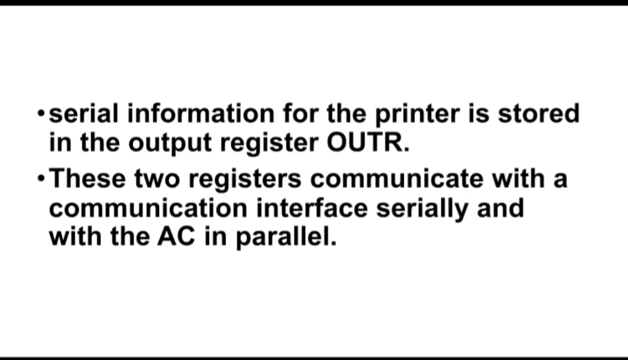 •serial information for the printer is stored
in the output register OUTR.
•These two registers communicate with a
communication interface serially and
with the AC in parallel.